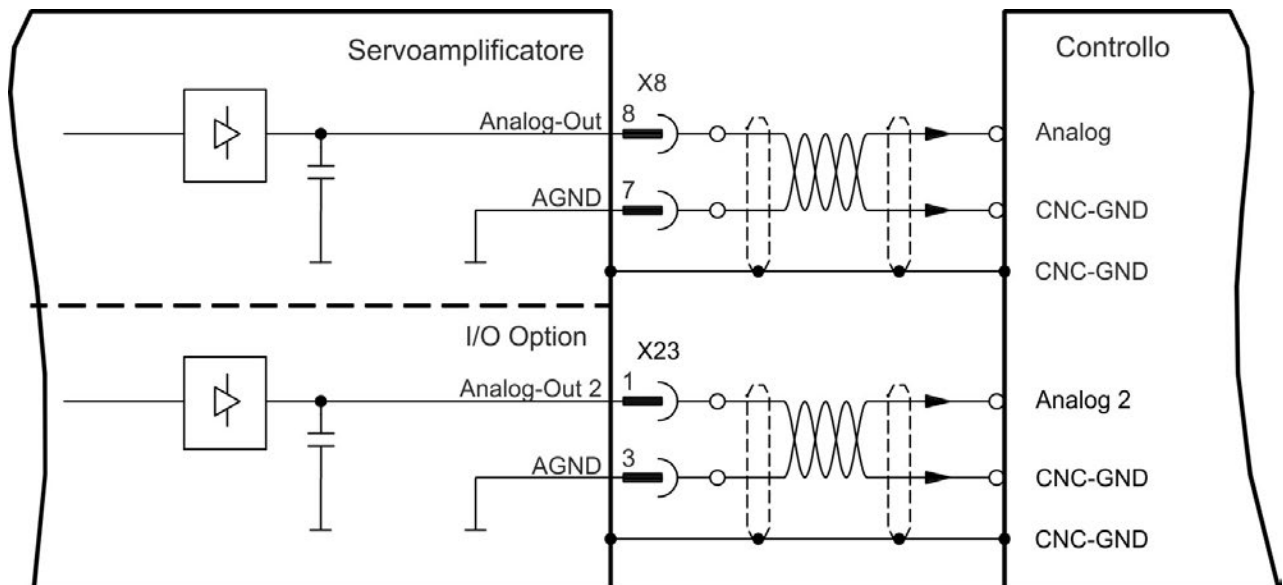 Servoamplificatore
Controllo
X8
Analog-Out
8
Analog
AGND
7
CNC-GND
CNC-GND
I/O Option
X23
Analog-Out 2
1
Analog 2
AGND
3
CNC-GND
CNC-GND